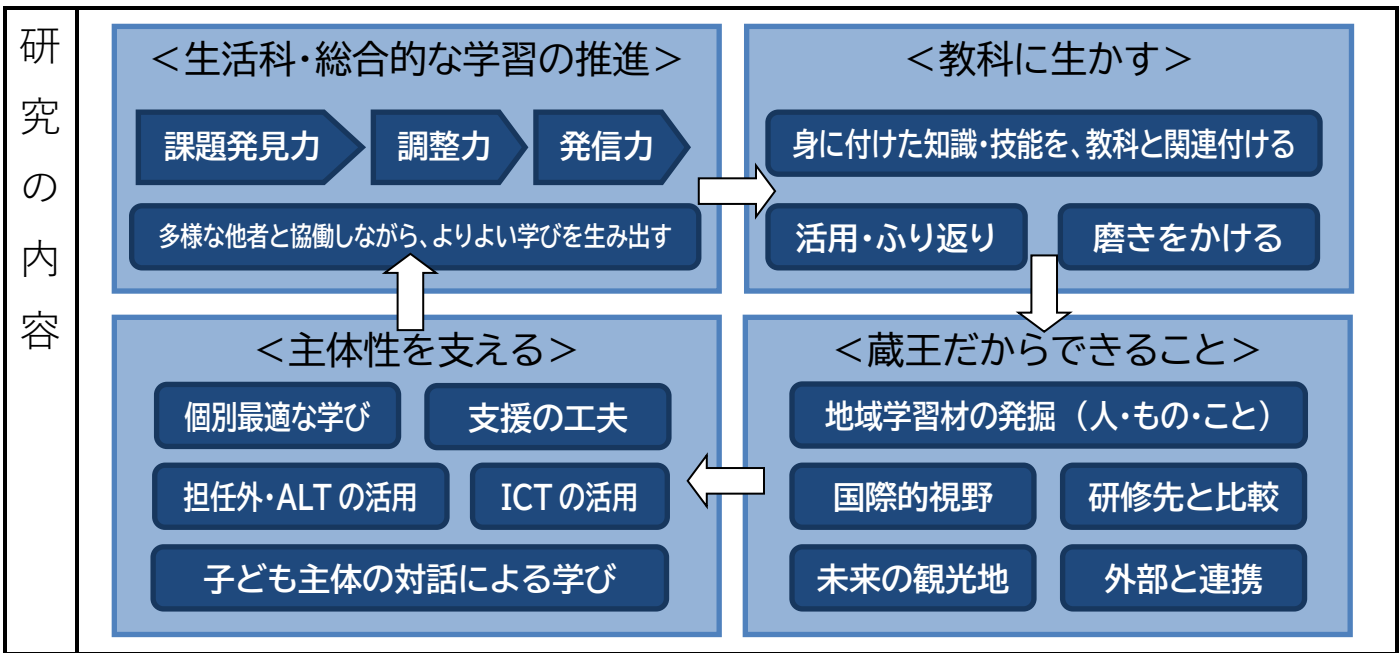 研究の内容
＜生活科・総合的な学習の推進＞
課題発見力
調整力
発信力
多様な他者と協働しながら、よりよい学びを生み出す
＜教科に生かす＞
身に付けた知識・技能を、教科と関連付ける
活用・ふり返り
磨きをかける
＜主体性を支える＞
個別最適な学び
支援の工夫
担任外・ALT の活用
ICT の活用
子ども主体の対話による学び
＜蔵王だからできること＞
地域学習材の発掘（人・もの・こと）
国際的視野
研修先と比較
未来の観光地
外部と連携